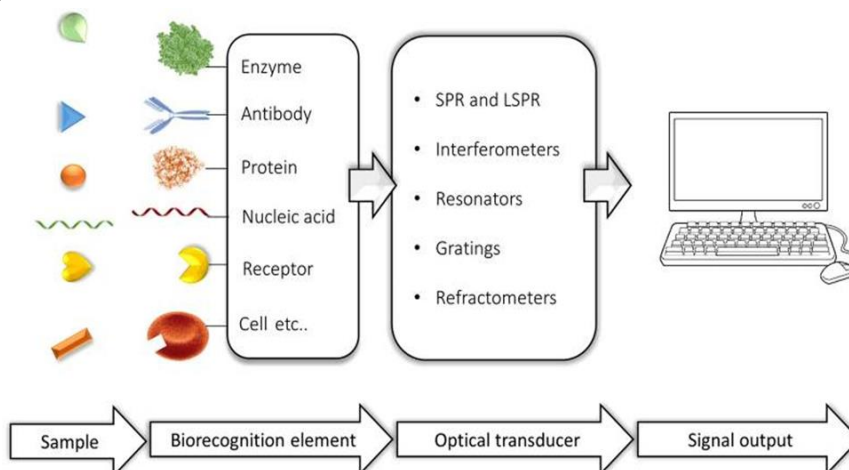 Enzyme
Antibody
Protein
Nucleic acid
Receptor
Cell etc..
• SPR and LSPR
• Interferometers
• Resonators
• Gratings
• Refractometers
Sample
Biorecognition element
Optical transducer
Signal output